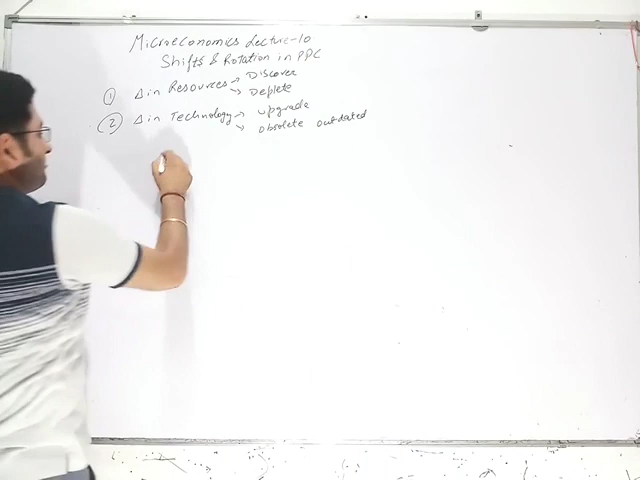 Microeconomics Lecture-10
Shifts & Rotation in PPC
① Δ in Resources → Discover
→ Deplete
② Δ in Technology → upgrade
→ obsolete outdated